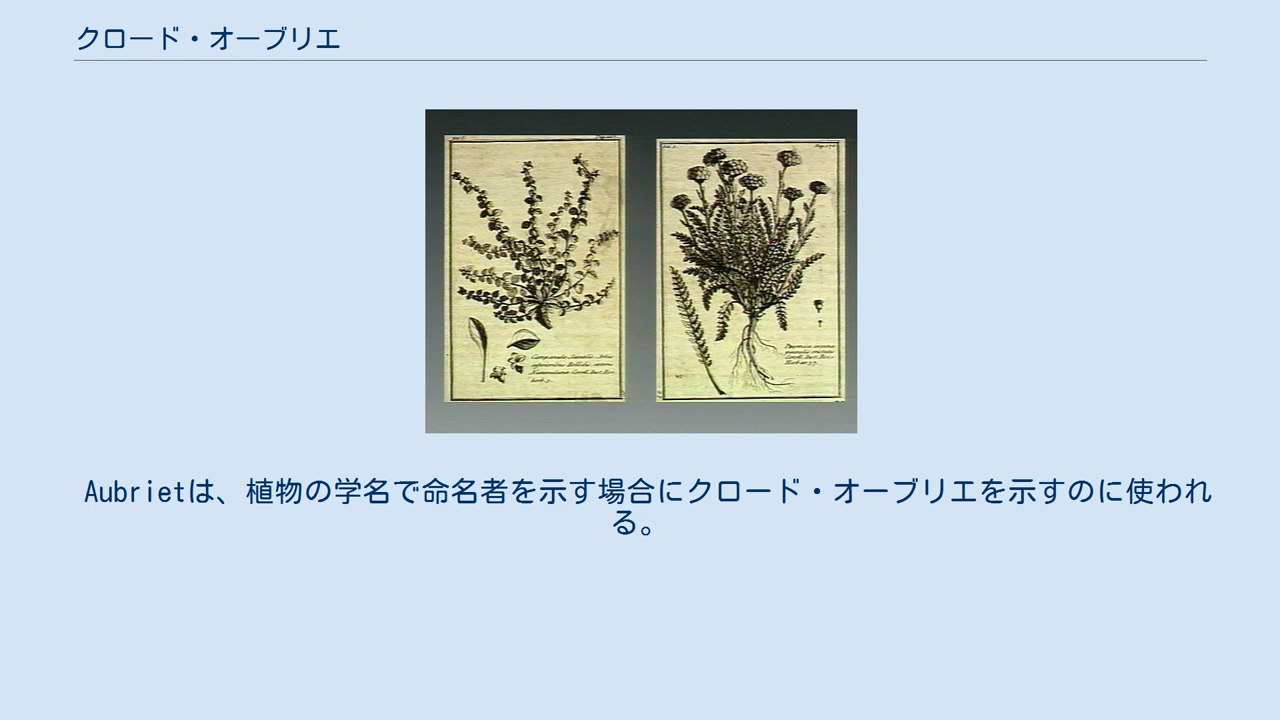 クロード・オーブリエ
Aubrietは、植物の学名で命名者を示す場合にクロード・オーブリエを示すのに使われ
る。